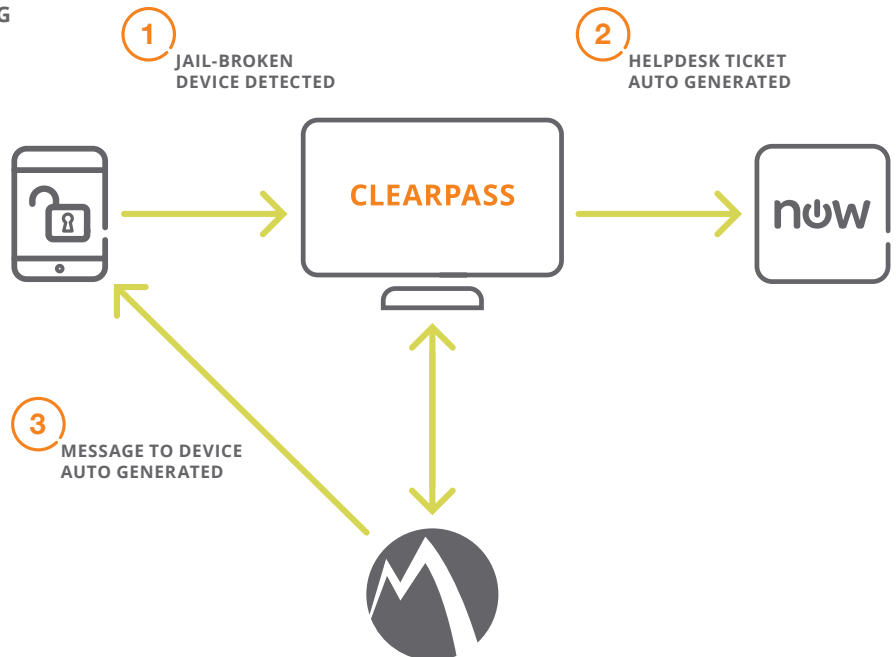 G
1
JAIL-BROKEN
DEVICE DETECTED
2
HELPDESK TICKET
AUTO GENERATED
CLEARPASS
now
3
MESSAGE TO DEVICE
AUTO GENERATED